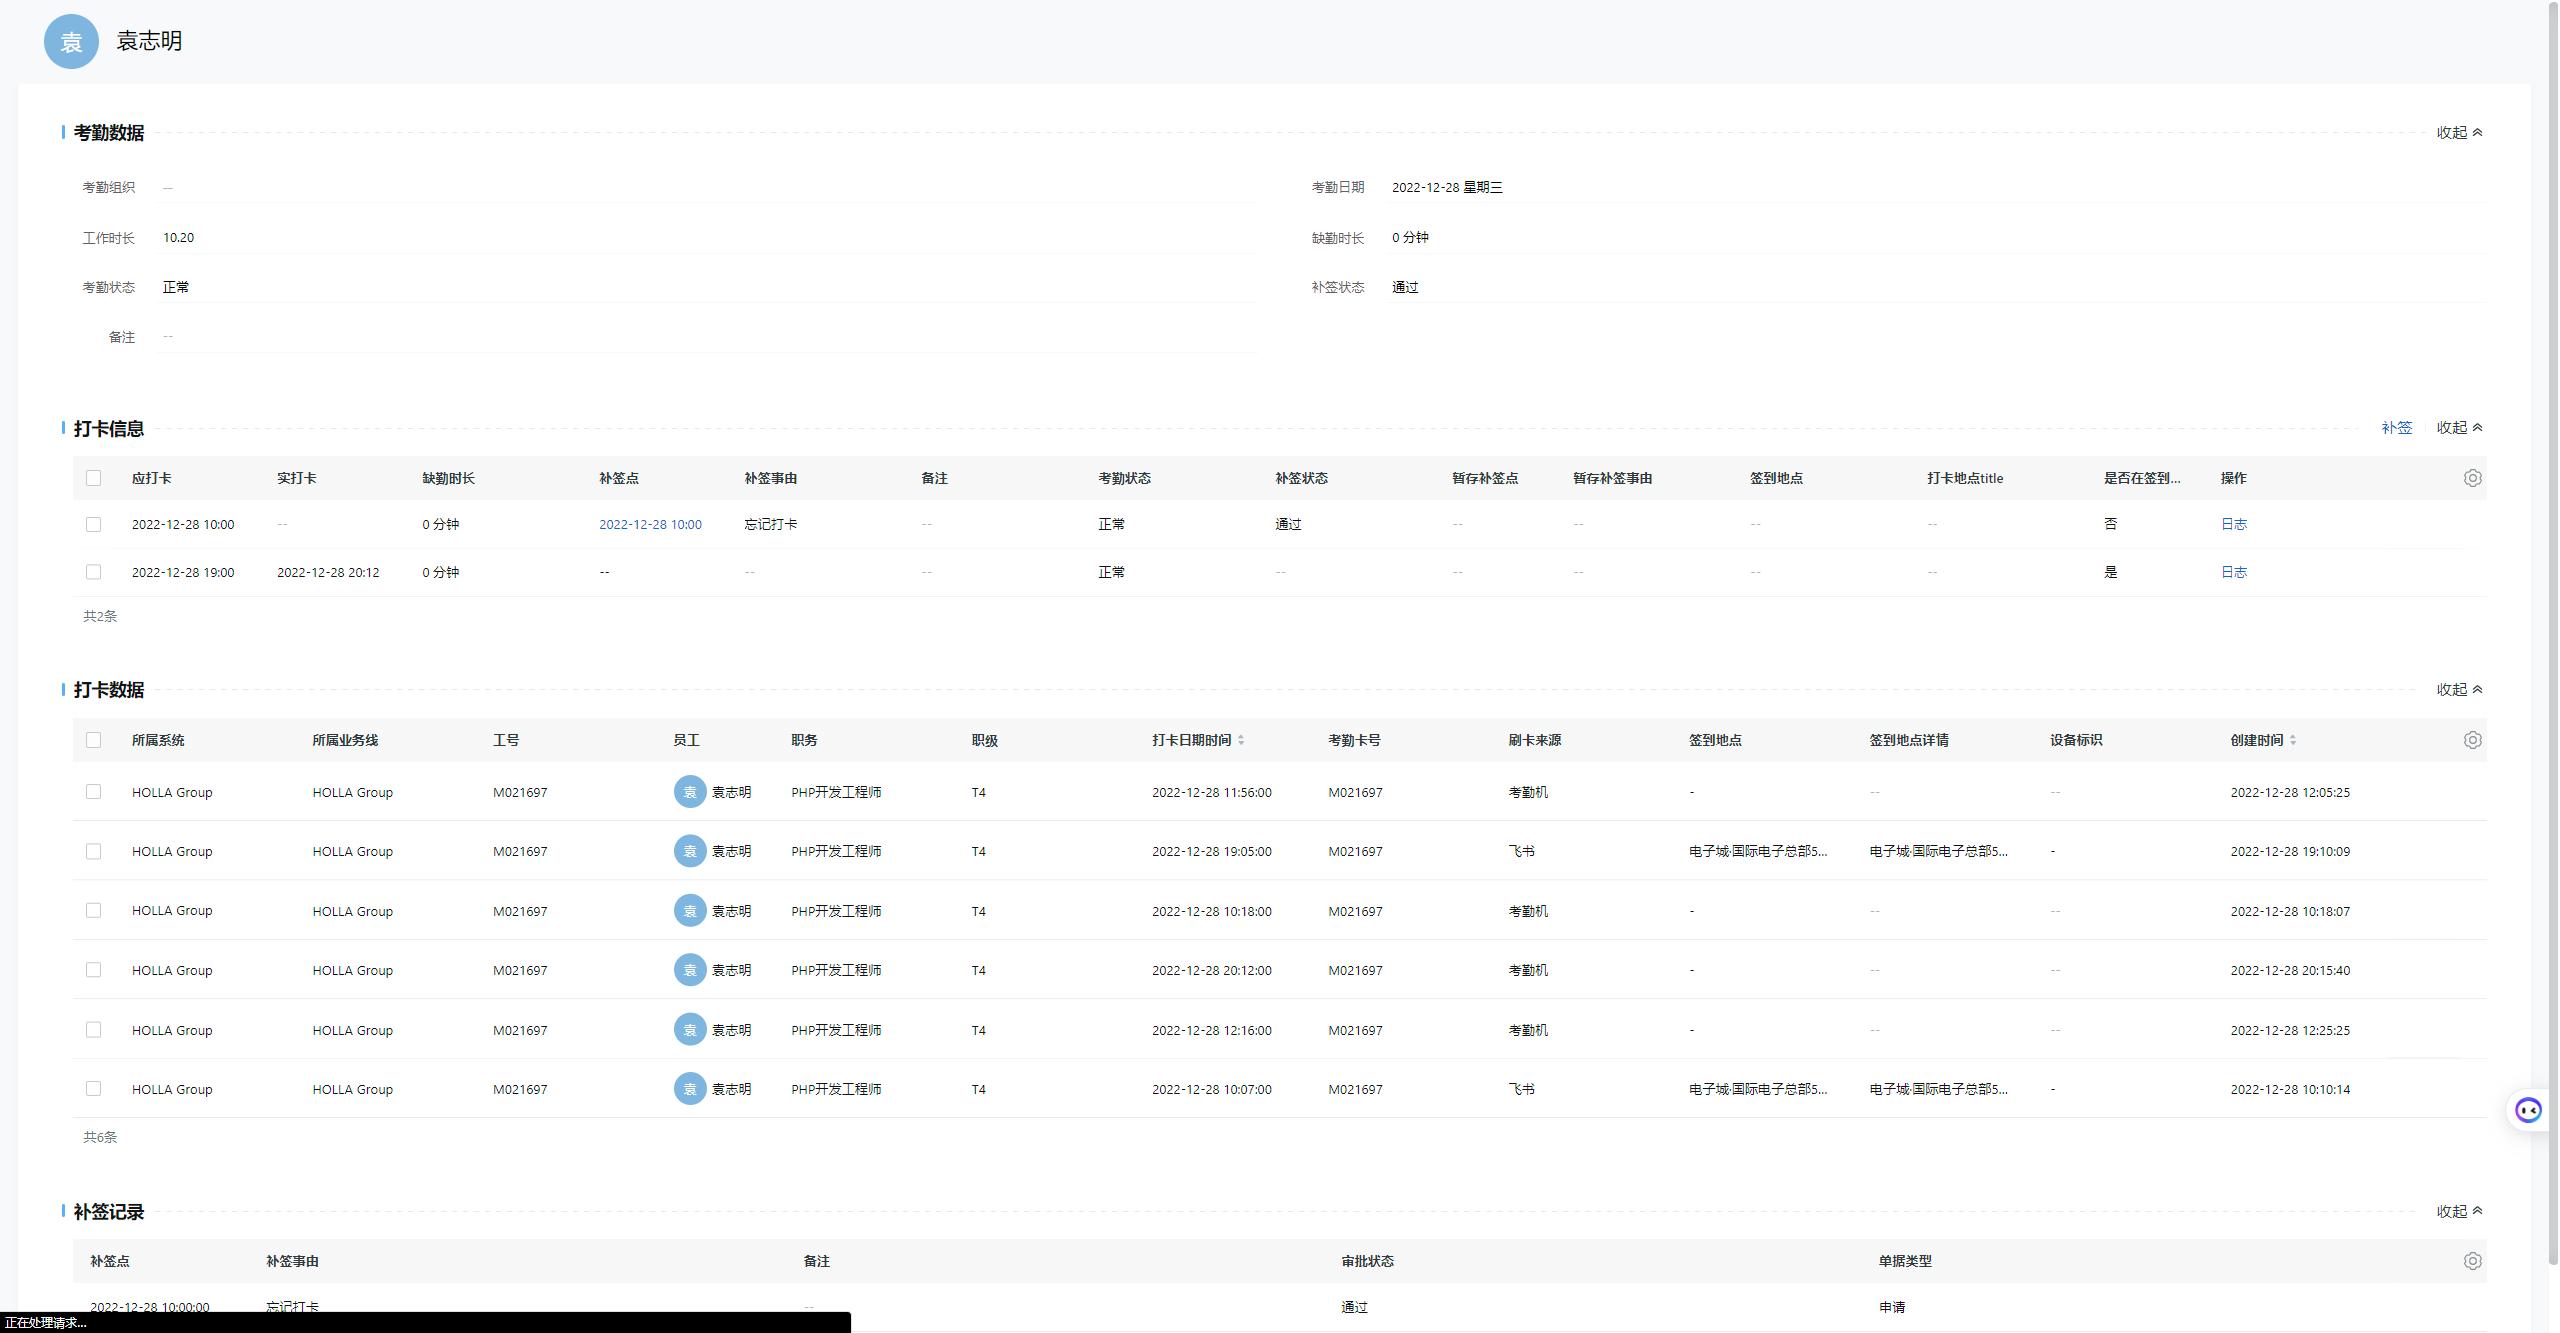 袁 袁志明
考勤数据 收起
考勤组织 -- 考勤日期 2022-12-28 星期三
工作时长 10.20 缺勤时长 0 分钟
考勤状态 正常 补签状态 通过
备注 --
打卡信息 补签 收起
应打卡 实打卡 缺勤时长 补签点 补签事由 备注 考勤状态 补签状态 暂存补签点 暂存补签事由 签到地点 打卡地点title 是否在签到... 操作
2022-12-28 10:00 -- 0 分钟 2022-12-28 10:00 忘记打卡 -- 正常 通过 -- -- -- -- 否 日志
2022-12-28 19:00 2022-12-28 20:12 0 分钟 -- -- -- 正常 -- -- -- -- -- 是 日志
共2条
打卡数据 收起
所属系统 所属业务线 工号 员工 职务 职级 打卡日期时间 考勤卡号 刷卡来源 签到地点 签到地点详情 设备标识 创建时间
HOLLA Group HOLLA Group M021697 袁 袁志明 PHP开发工程师 T4 2022-12-28 11:56:00 M021697 考勤机 - -- -- 2022-12-28 12:05:25
HOLLA Group HOLLA Group M021697 袁 袁志明 PHP开发工程师 T4 2022-12-28 19:05:00 M021697 飞书 电子城·国际电子总部5... 电子城·国际电子总部5... - 2022-12-28 19:10:09
HOLLA Group HOLLA Group M021697 袁 袁志明 PHP开发工程师 T4 2022-12-28 10:18:00 M021697 考勤机 - -- -- 2022-12-28 10:18:07
HOLLA Group HOLLA Group M021697 袁 袁志明 PHP开发工程师 T4 2022-12-28 20:12:00 M021697 考勤机 - -- -- 2022-12-28 20:15:40
HOLLA Group HOLLA Group M021697 袁 袁志明 PHP开发工程师 T4 2022-12-28 12:16:00 M021697 考勤机 - -- -- 2022-12-28 12:25:25
HOLLA Group HOLLA Group M021697 袁 袁志明 PHP开发工程师 T4 2022-12-28 10:07:00 M021697 飞书 电子城·国际电子总部5... 电子城·国际电子总部5... - 2022-12-28 10:10:14
共6条
补签记录 收起
补签点 补签事由 备注 审批状态 单据类型
2022-12-28 10:00:00 忘记打卡 -- 通过 申请
正在处理请求...